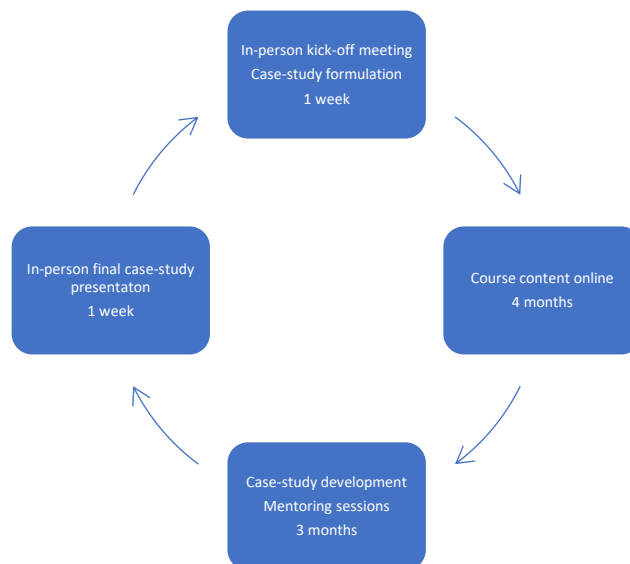 In-person kick-off meeting
Case-study formulation
1 week
Course content online
4 months
Case-study development
Mentoring sessions
3 months
In-person final case-study
presentaton
1 week